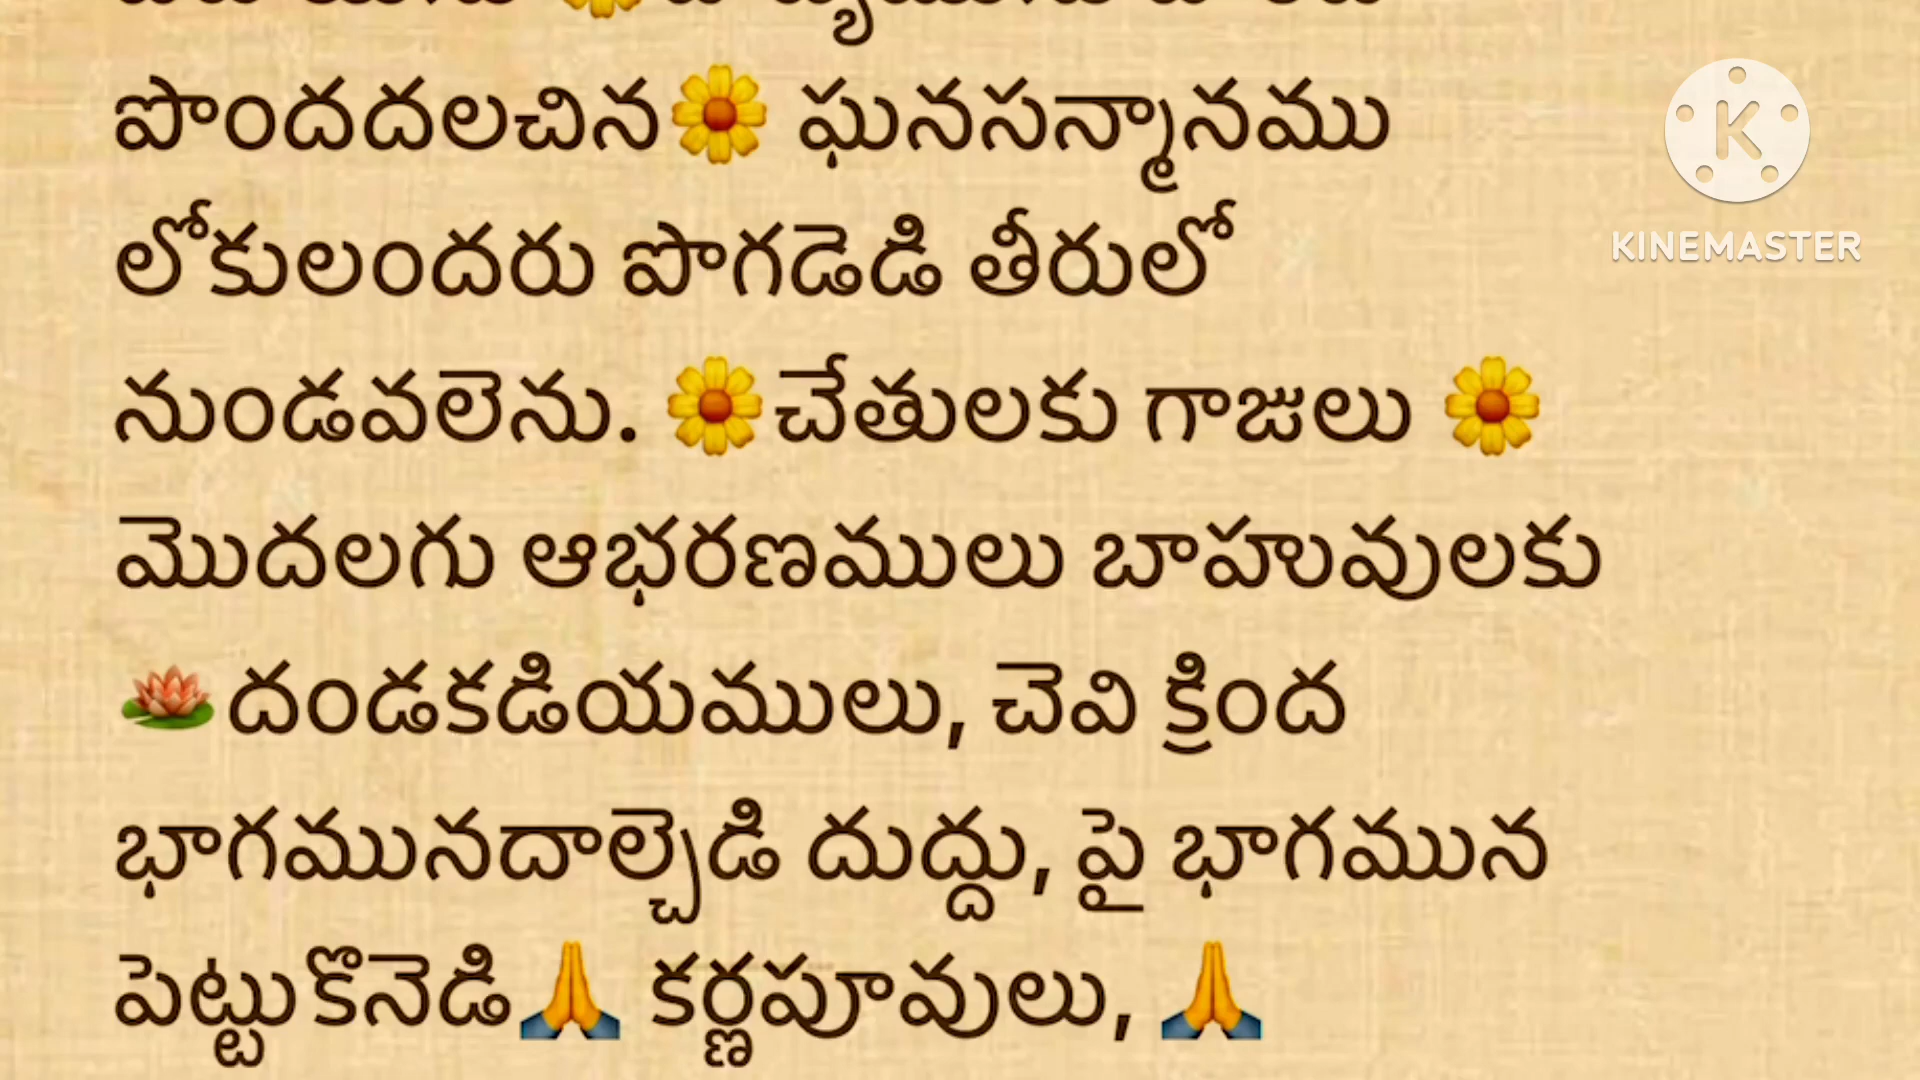 పొందదలచిన🌼 ఘనసన్మానము
లోకులందరు పొగడెడి తీరులో
నుండవలెను. 🌼చేతులకు గాజులు 🌼
మొదలగు ఆభరణములు బాహువులకు
🪷దండకడియములు, చెవి క్రింద
భాగమునదాల్చెడి దుద్దు, పై భాగమున
పెట్టుకొనెడి🙏 కర్ణపూవులు, 🙏
KINEMASTER